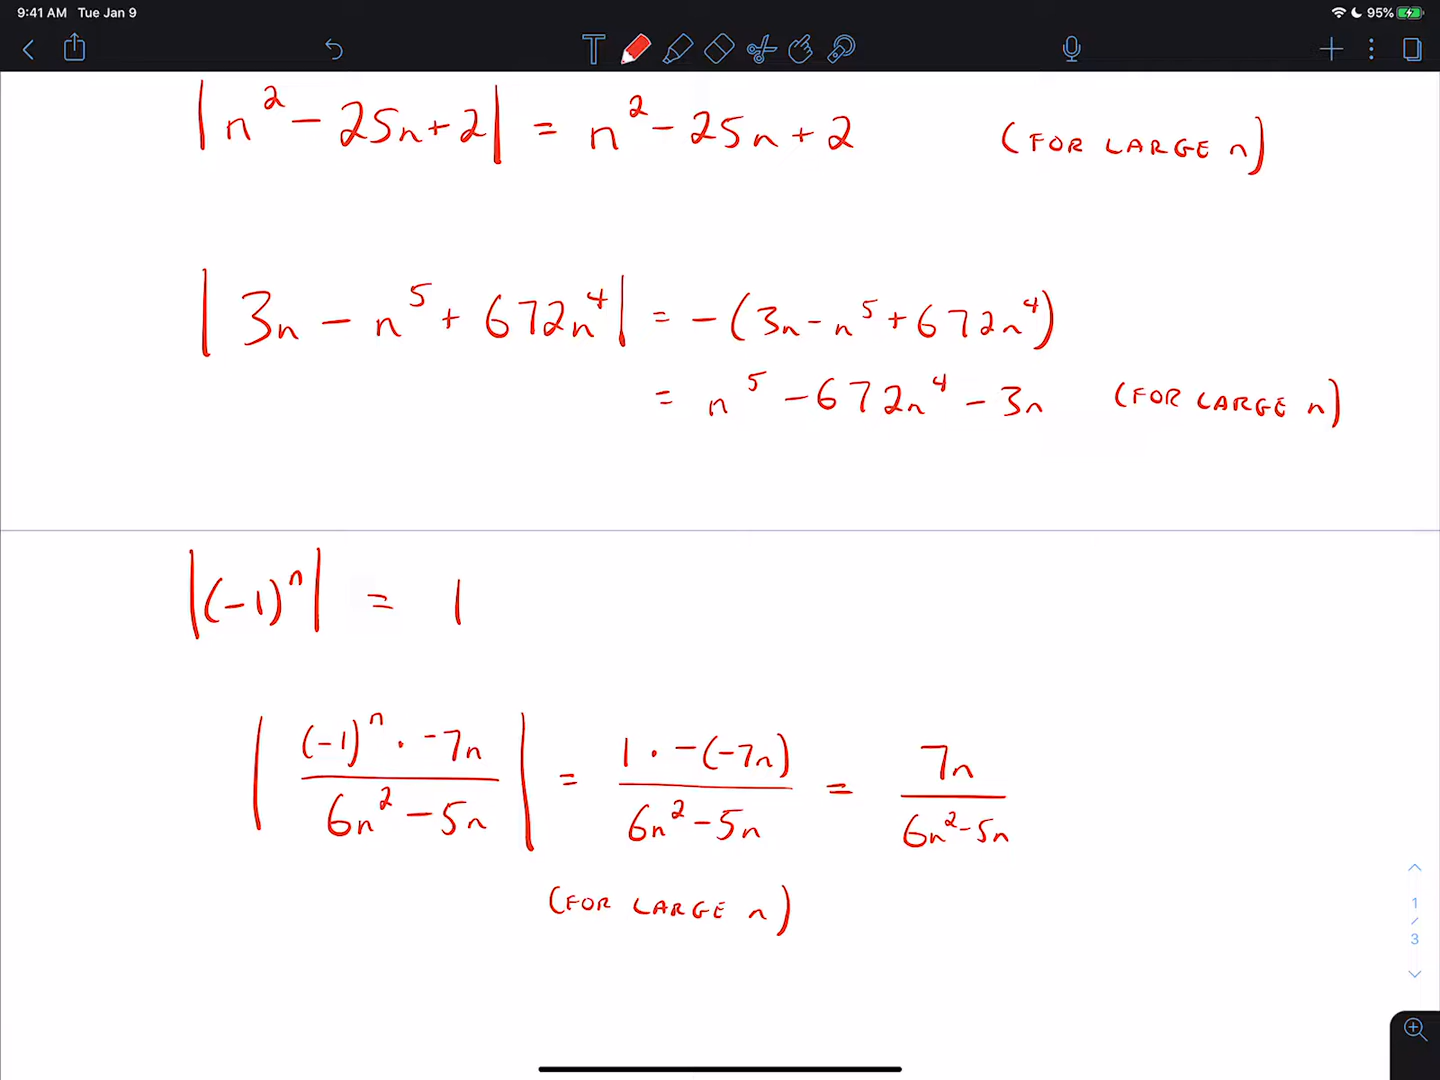 9:41 AM Tue Jan 9 95%
T
|n² - 25n + 2| = n² - 25n + 2 (FOR LARGE n)
|3n - n⁵ + 672n⁴| = -(3n - n⁵ + 672n⁴)
= n⁵ - 672n⁴ - 3n (FOR LARGE n)
|(-1)ⁿ| = 1
|((-1)ⁿ · -7n)/(6n² - 5n)| = (1 · -(-7n))/(6n² - 5n) = 7n/(6n² - 5n)
(FOR LARGE n)
1
/
3